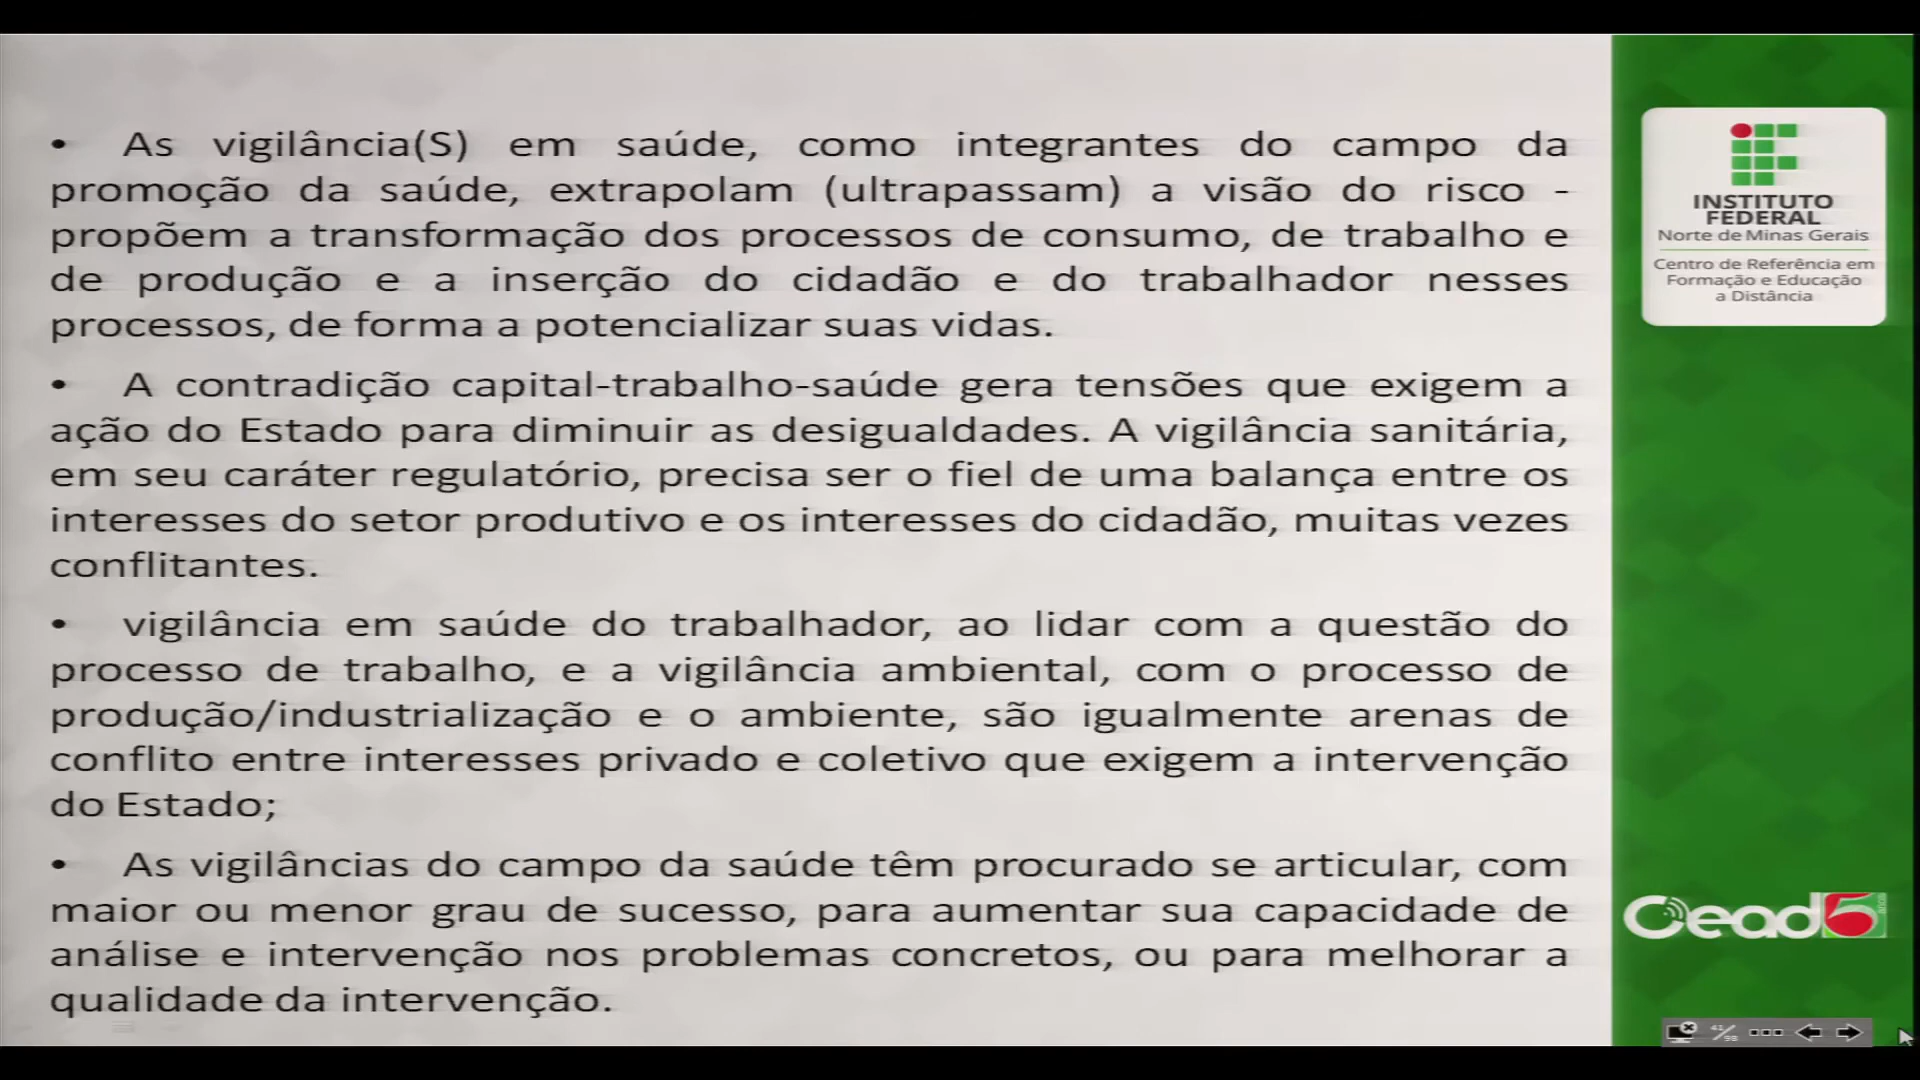 • As vigilância(S) em saúde, como integrantes do campo da
promoção da saúde, extrapolam (ultrapassam) a visão do risco -
propõem a transformação dos processos de consumo, de trabalho e
de produção e a inserção do cidadão e do trabalhador nesses
processos, de forma a potencializar suas vidas.
• A contradição capital-trabalho-saúde gera tensões que exigem a
ação do Estado para diminuir as desigualdades. A vigilância sanitária,
em seu caráter regulatório, precisa ser o fiel de uma balança entre os
interesses do setor produtivo e os interesses do cidadão, muitas vezes
conflitantes.
• vigilância em saúde do trabalhador, ao lidar com a questão do
processo de trabalho, e a vigilância ambiental, com o processo de
produção/industrialização e o ambiente, são igualmente arenas de
conflito entre interesses privado e coletivo que exigem a intervenção
do Estado;
• As vigilâncias do campo da saúde têm procurado se articular, com
maior ou menor grau de sucesso, para aumentar sua capacidade de
análise e intervenção nos problemas concretos, ou para melhorar a
qualidade da intervenção.
INSTITUTO
FEDERAL
Norte de Minas Gerais
Centro de Referência em
Formação e Educação
a Distância
Cead 5 anos
41/98